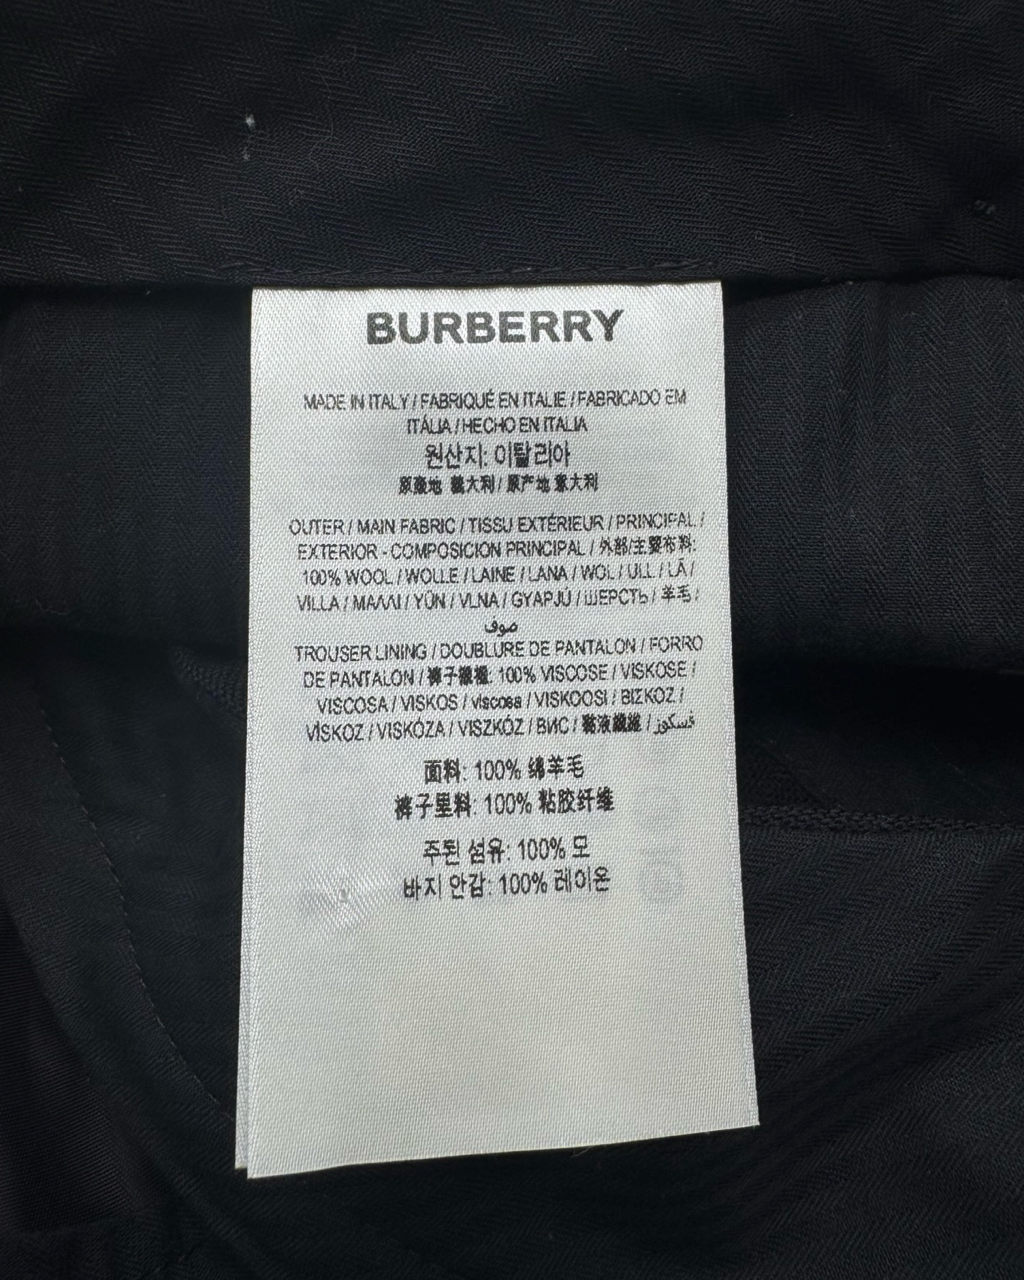 BURBERRY
MADE IN ITALY / FABRIQUÉ EN ITALIE / FABRICADO EM
ITÁLIA / HECHO EN ITALIA
원산지: 이탈리아
原產地 義大利 / 原产地 意大利
OUTER / MAIN FABRIC / TISSU EXTÉRIEUR / PRINCIPAL /
EXTERIOR - COMPOSICION PRINCIPAL / 外部/主要布料:
100% WOOL / WOLLE / LAINE / LANA / WOL / ULL / LÃ /
VILLA / ΜΑΛΛΙ / YÜN / VLNA / GYAPJÚ / ШЕРСТЬ / 羊毛 /
صوف
TROUSER LINING / DOUBLURE DE PANTALON / FORRO
DE PANTALON / 褲子襯裡: 100% VISCOSE / VISKOSE /
VISCOSA / VISKOS / viscosa / VISKOOSI / ΒΙΣΚΟΖ /
VİSKOZ / VISKÓZA / VISZKÓZ / ВИС / 黏液纖維 / فسكوز
面料: 100% 绵羊毛
裤子里料: 100% 粘胶纤维
주된 섬유: 100% 모
바지 안감: 100% 레이온